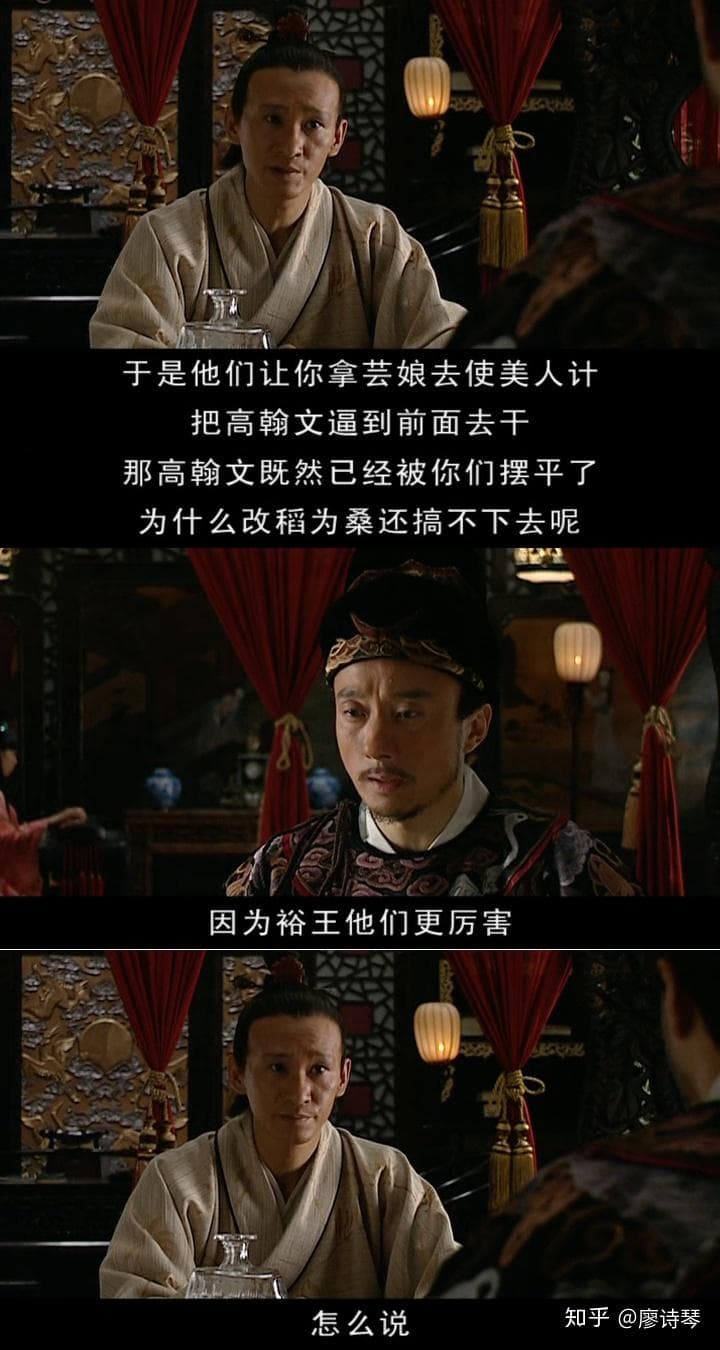 于是他们让你拿芸娘去使美人计
把高翰文逼到前面去干
那高翰文既然已经被你们摆平了
为什么改稻为桑还搞不下去呢
因为裕王他们更厉害
怎么说
知乎 @廖诗琴